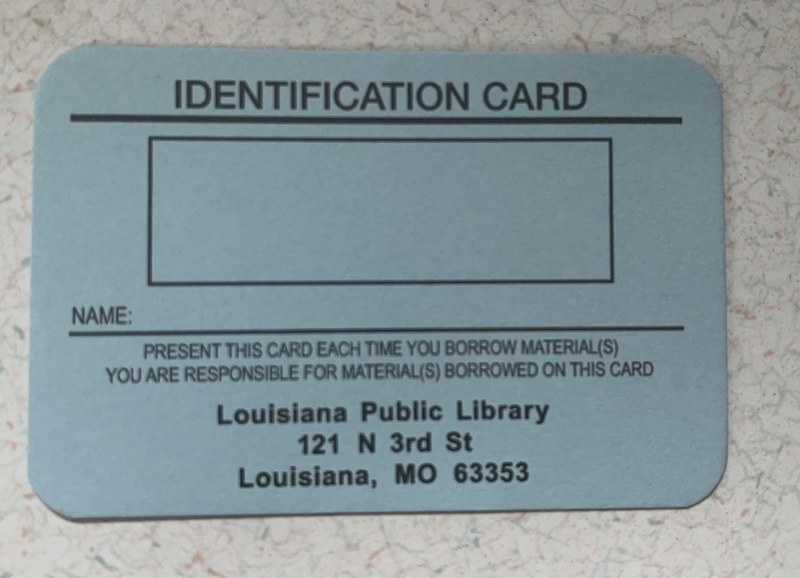 IDENTIFICATION CARD
NAME:
PRESENT THIS CARD EACH TIME YOU BORROW MATERIAL(S)
YOU ARE RESPONSIBLE FOR MATERIAL(S) BORROWED ON THIS CARD
Louisiana Public Library
121 N 3rd St
Louisiana, MO 63353